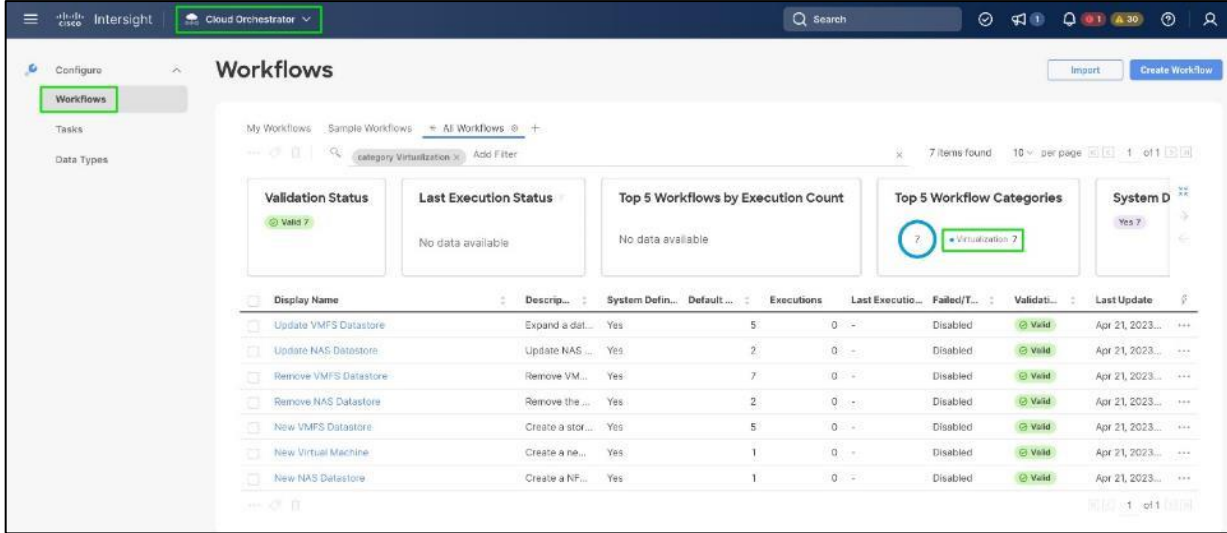 cisco Intersight Cloud Orchestrator Search 1 1 30
Configure
Workflows
Tasks
Data Types
Workflows
Import Create Workflow
My Workflows Sample Workflows All Workflows
category Virtualization × Add Filter × 7 items found 10 per page 1 of 1
Validation Status
Valid 7
Last Execution Status
No data available
Top 5 Workflows by Execution Count
No data available
Top 5 Workflow Categories
7 Virtualization 7
System D
Yes 7
Display Name Descrip... System Defin... Default ... Executions Last Executio... Failed/T... Validati... Last Update
Update VMFS Datastore Expand a dat... Yes 5 0 - Disabled Valid Apr 21, 2023...
Update NAS Datastore Update NAS ... Yes 2 0 - Disabled Valid Apr 21, 2023...
Remove VMFS Datastore Remove VM... Yes 7 0 - Disabled Valid Apr 21, 2023...
Remove NAS Datastore Remove the ... Yes 2 0 - Disabled Valid Apr 21, 2023...
New VMFS Datastore Create a stor... Yes 5 0 - Disabled Valid Apr 21, 2023...
New Virtual Machine Create a ne... Yes 1 0 - Disabled Valid Apr 21, 2023...
New NAS Datastore Create a NF... Yes 1 0 - Disabled Valid Apr 21, 2023...
1 of 1